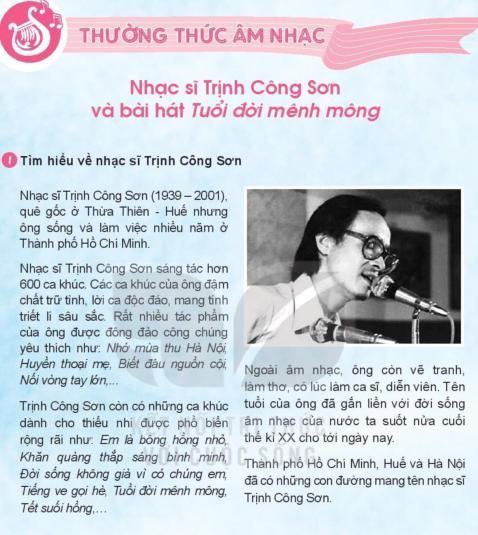 THƯỜNG THỨC ÂM NHẠC
Nhạc sĩ Trịnh Công Sơn
và bài hát Tuổi đời mênh mông
1 Tìm hiểu về nhạc sĩ Trịnh Công Sơn
Nhạc sĩ Trịnh Công Sơn (1939 – 2001),
quê gốc ở Thừa Thiên - Huế nhưng
ông sống và làm việc nhiều năm ở
Thành phố Hồ Chí Minh.
Nhạc sĩ Trịnh Công Sơn sáng tác hơn
600 ca khúc. Các ca khúc của ông đậm
chất trữ tình, lời ca độc đáo, mang tính
triết lí sâu sắc. Rất nhiều tác phẩm
của ông được đông đảo công chúng
yêu thích như: Nhớ mùa thu Hà Nội,
Huyền thoại mẹ, Biết đâu nguồn cội,
Nối vòng tay lớn,...
Trịnh Công Sơn còn có những ca khúc
dành cho thiếu nhi được phổ biến
rộng rãi như: Em là bông hồng nhỏ,
Khăn quàng thắp sáng bình minh,
Đời sống không già vì có chúng em,
Tiếng ve gọi hè, Tuổi đời mênh mông,
Tết suối hồng,…
Ngoài âm nhạc, ông còn vẽ tranh,
làm thơ, có lúc làm ca sĩ, diễn viên. Tên
tuổi của ông đã gắn liền với đời sống
âm nhạc của nước ta suốt nửa cuối
thế kỉ XX cho tới ngày nay.
Thành phố Hồ Chí Minh, Huế và Hà Nội
đã có những con đường mang tên nhạc sĩ
Trịnh Công Sơn.
KẾT NỐI TRI THỨC
VỚI CUỘC SỐNG